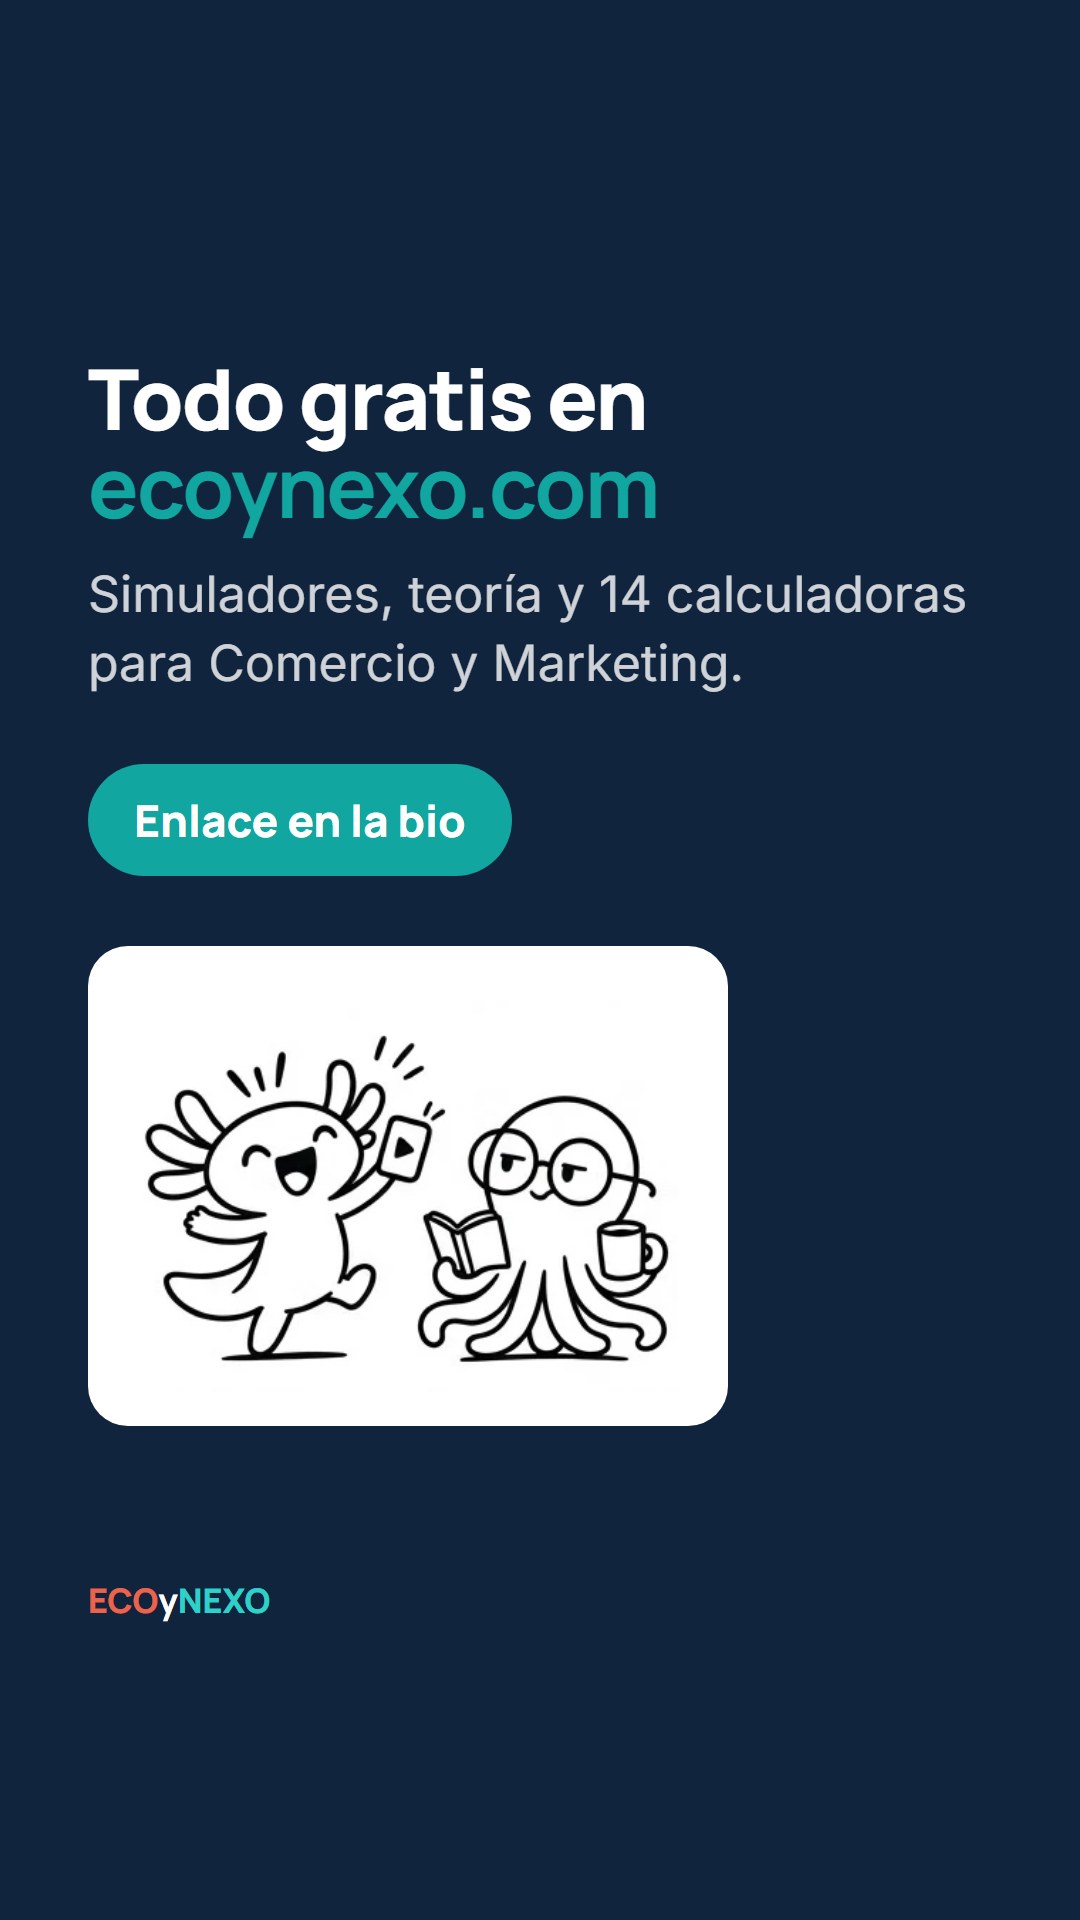 Todo gratis en
ecoynexo.com
Simuladores, teoría y 14 calculadoras
para Comercio y Marketing.
Enlace en la bio
ECOyNEXO